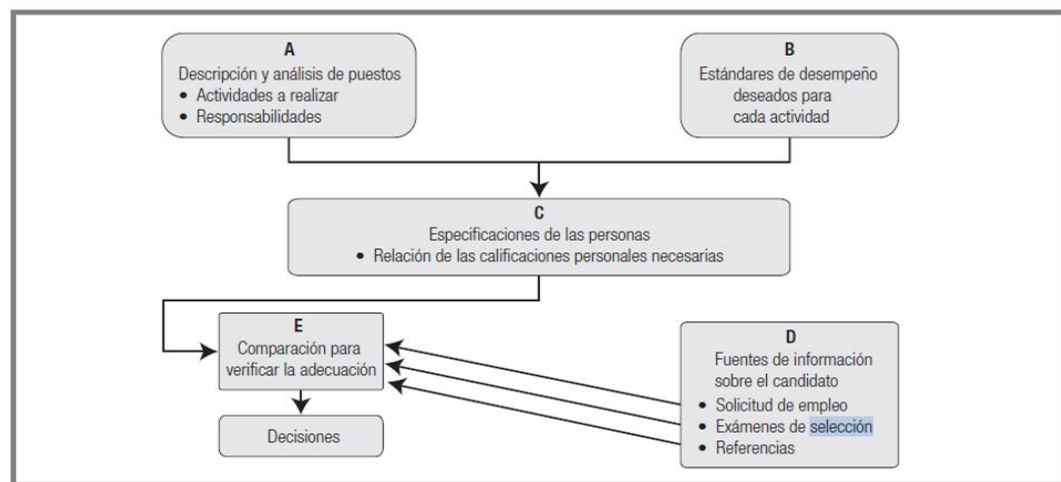 A
Descripción y análisis de puestos
• Actividades a realizar
• Responsabilidades
B
Estándares de desempeño
deseados para
cada actividad
C
Especificaciones de las personas
• Relación de las calificaciones personales necesarias
E
Comparación para
verificar la adecuación
D
Fuentes de información
sobre el candidato
• Solicitud de empleo
• Exámenes de selección
• Referencias
Decisiones